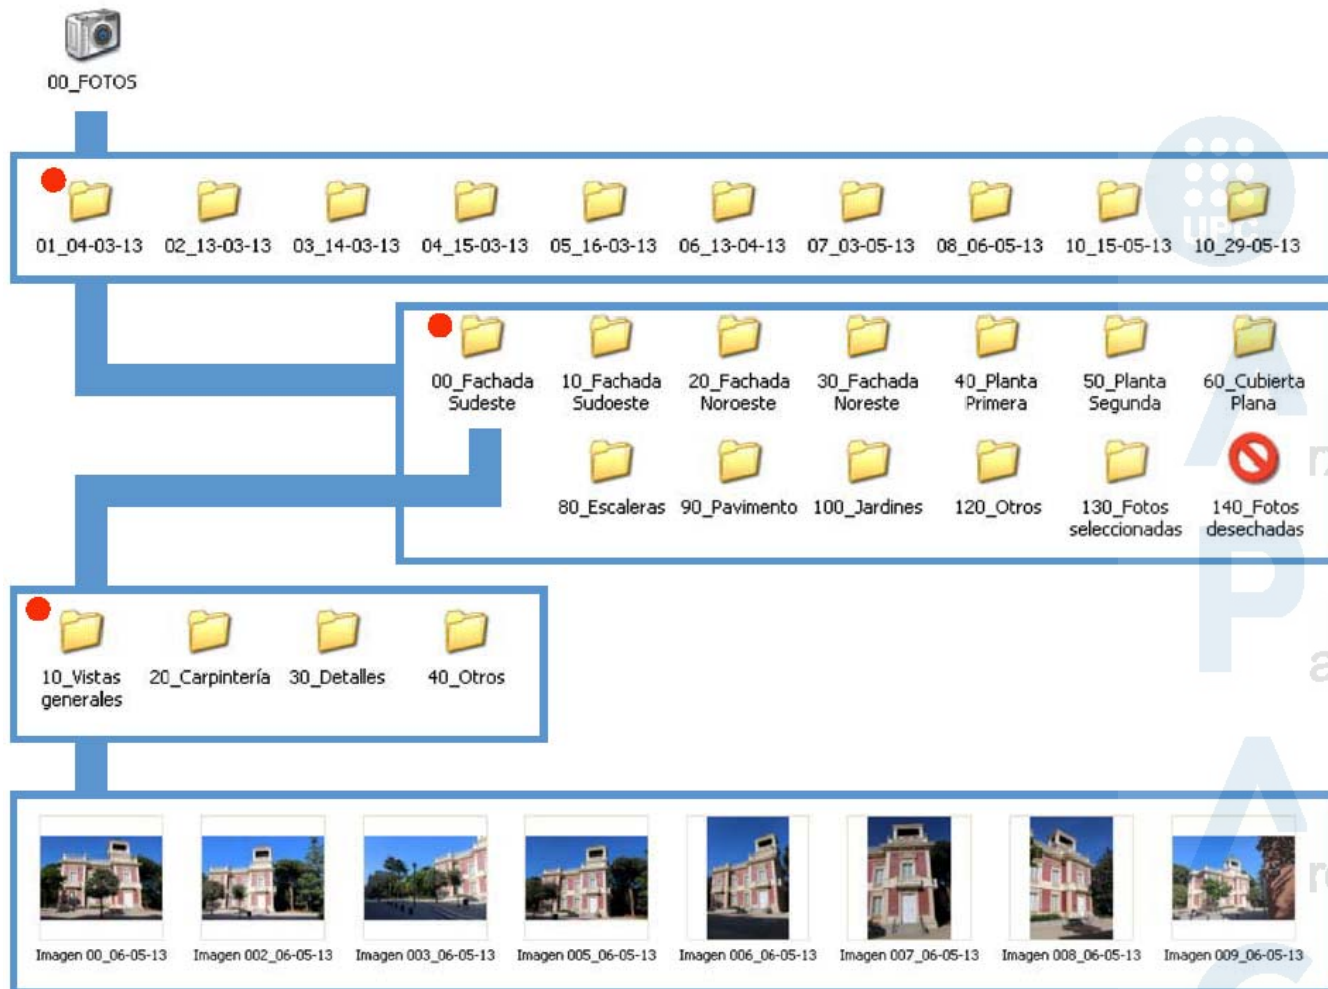 00_FOTOS
UPC
01_04-03-13 02_13-03-13 03_14-03-13 04_15-03-13 05_16-03-13 06_13-04-13 07_03-05-13 08_06-05-13 10_15-05-13 10_29-05-13
00_Fachada Sudeste
10_Fachada Sudoeste
20_Fachada Noroeste
30_Fachada Noreste
40_Planta Primera
50_Planta Segunda
60_Cubierta Plana
80_Escaleras 90_Pavimento 100_Jardines 120_Otros
130_Fotos seleccionadas
140_Fotos desechadas
10_Vistas generales
20_Carpintería 30_Detalles 40_Otros
Imagen 00_06-05-13 Imagen 002_06-05-13 Imagen 003_06-05-13 Imagen 005_06-05-13 Imagen 006_06-05-13 Imagen 007_06-05-13 Imagen 008_06-05-13 Imagen 009_06-05-13
A
P
a
A